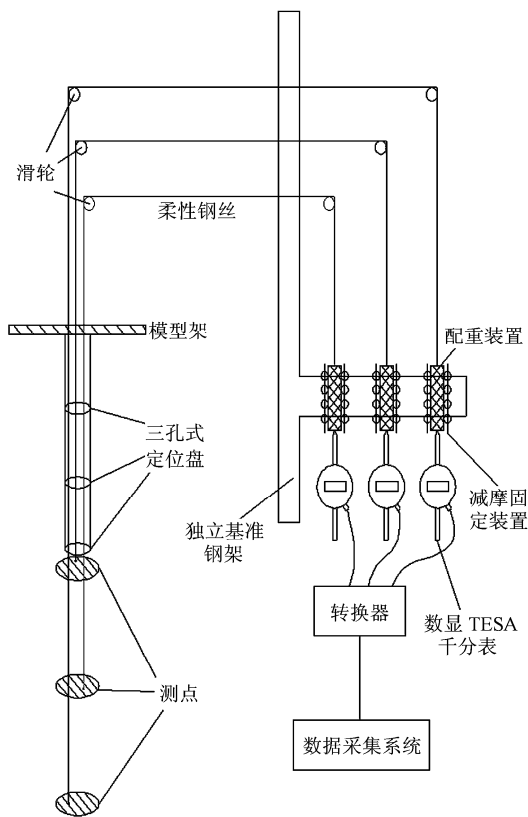 滑轮
柔性钢丝
模型架
配重装置
三孔式
定位盘
减摩固
定装置
独立基准
钢架
转换器
数显 TESA
千分表
测点
数据采集系统